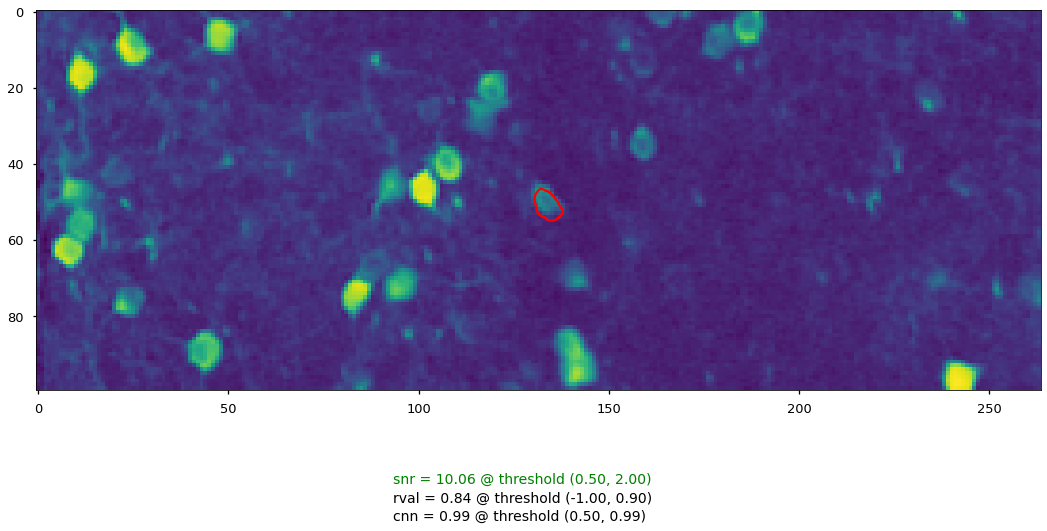 0
20
40
60
80
0 50 100 150 200 250
snr = 10.06 @ threshold (0.50, 2.00)
rval = 0.84 @ threshold (-1.00, 0.90)
cnn = 0.99 @ threshold (0.50, 0.99)